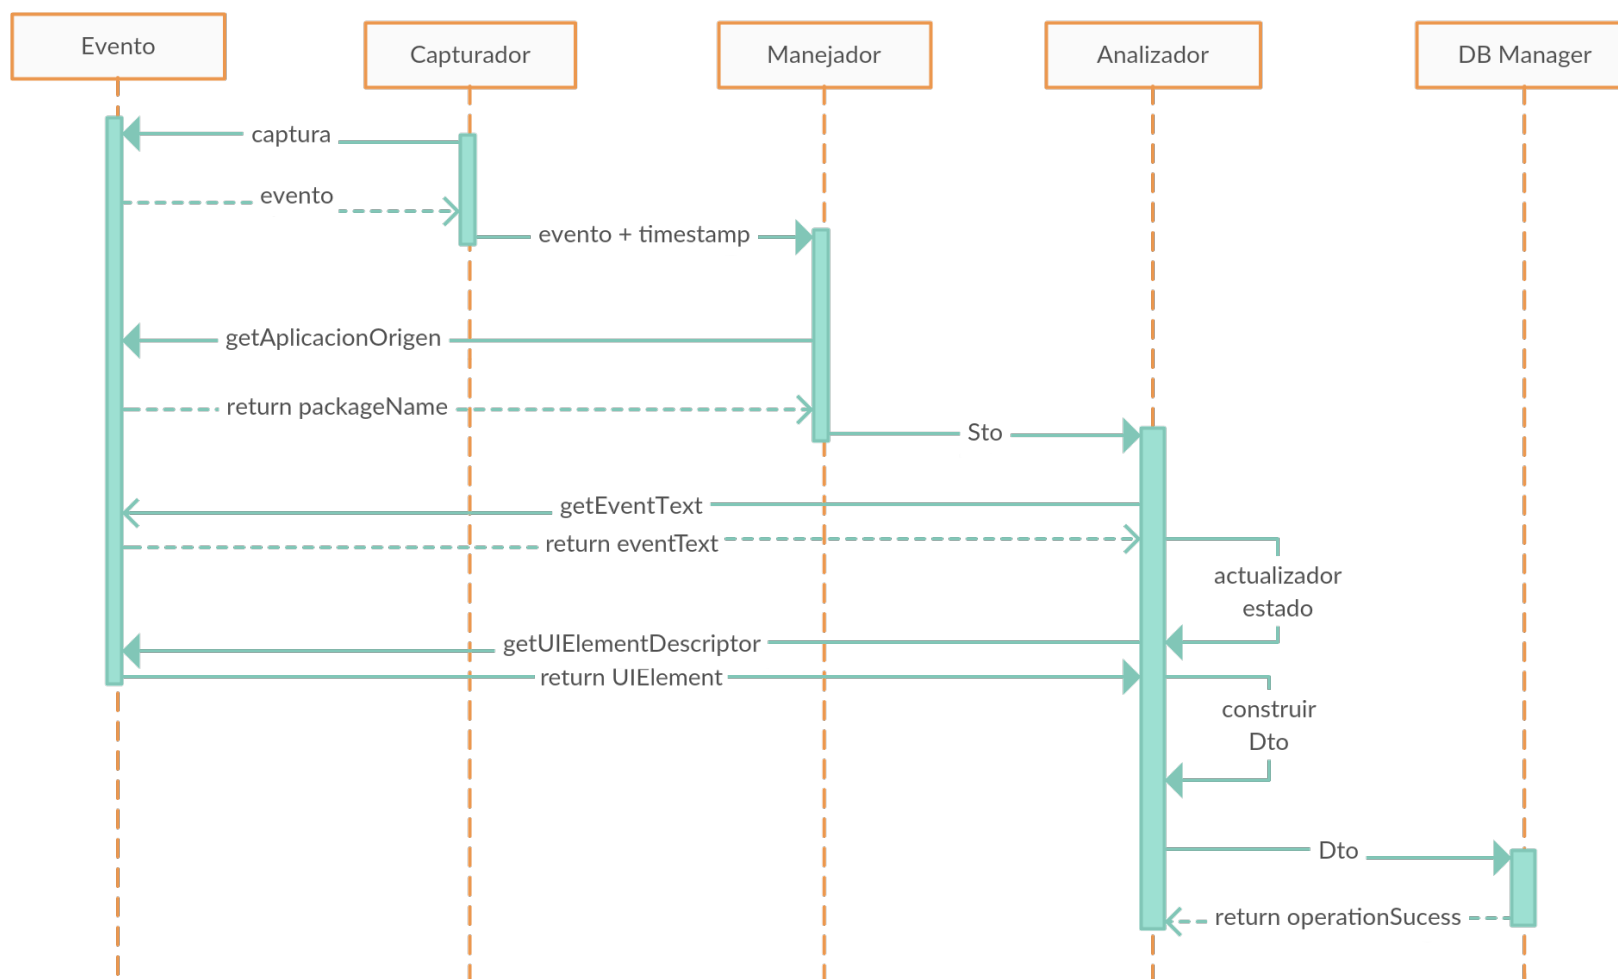 Evento
Capturador
Manejador
Analizador
DB Manager
captura
evento
evento + timestamp
getAplicacionOrigen
return packageName
Sto
getEventText
return eventText
actualizador
estado
getUIElementDescriptor
return UIElement
construir
Dto
Dto
return operationSucess